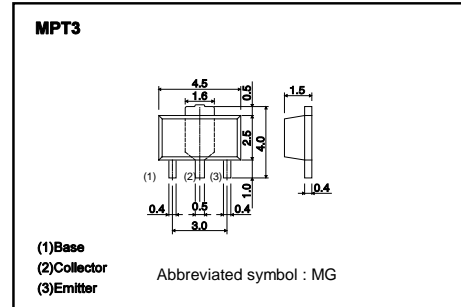 MPT3
4.5
1.6
0.5
1.5
2.5
4.0
(1) (2) (3)
1.0
0.4
0.5
0.4
0.4
3.0
(1)Base
(2)Collector
(3)Emitter
Abbreviated symbol : MG